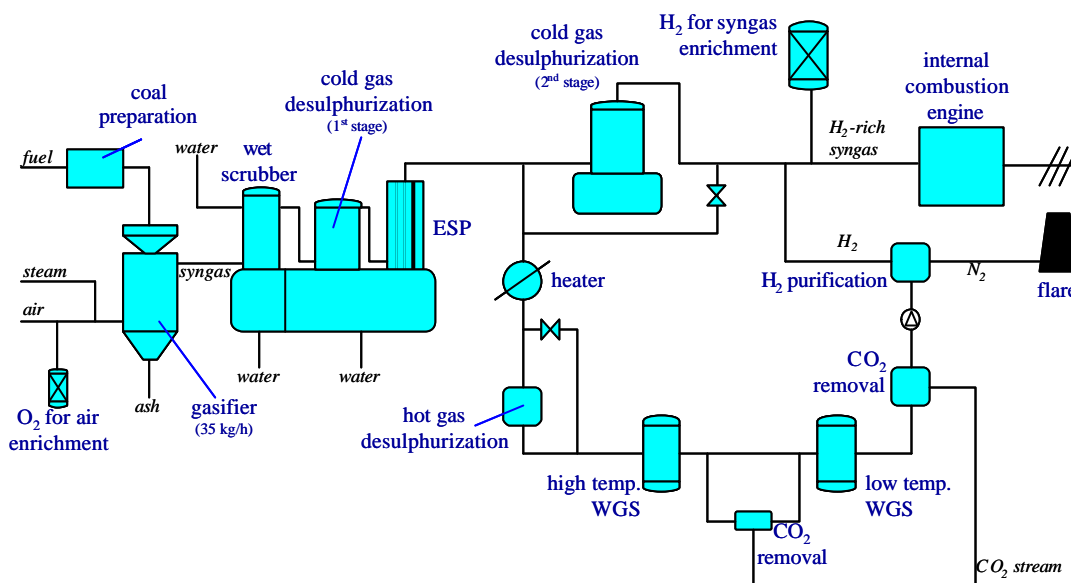 H2 for syngas
enrichment
cold gas
desulphurization
(2nd stage)
internal
combustion
engine
cold gas
desulphurization
(1st stage)
coal
preparation
fuel
water
wet
scrubber
H2-rich
syngas
ESP
syngas
steam
air
H2
H2 purification
N2
flare
heater
water
water
ash
O2 for air
enrichment
gasifier
(35 kg/h)
CO2
removal
hot gas
desulphurization
high temp.
WGS
low temp.
WGS
CO2
removal
CO2 stream